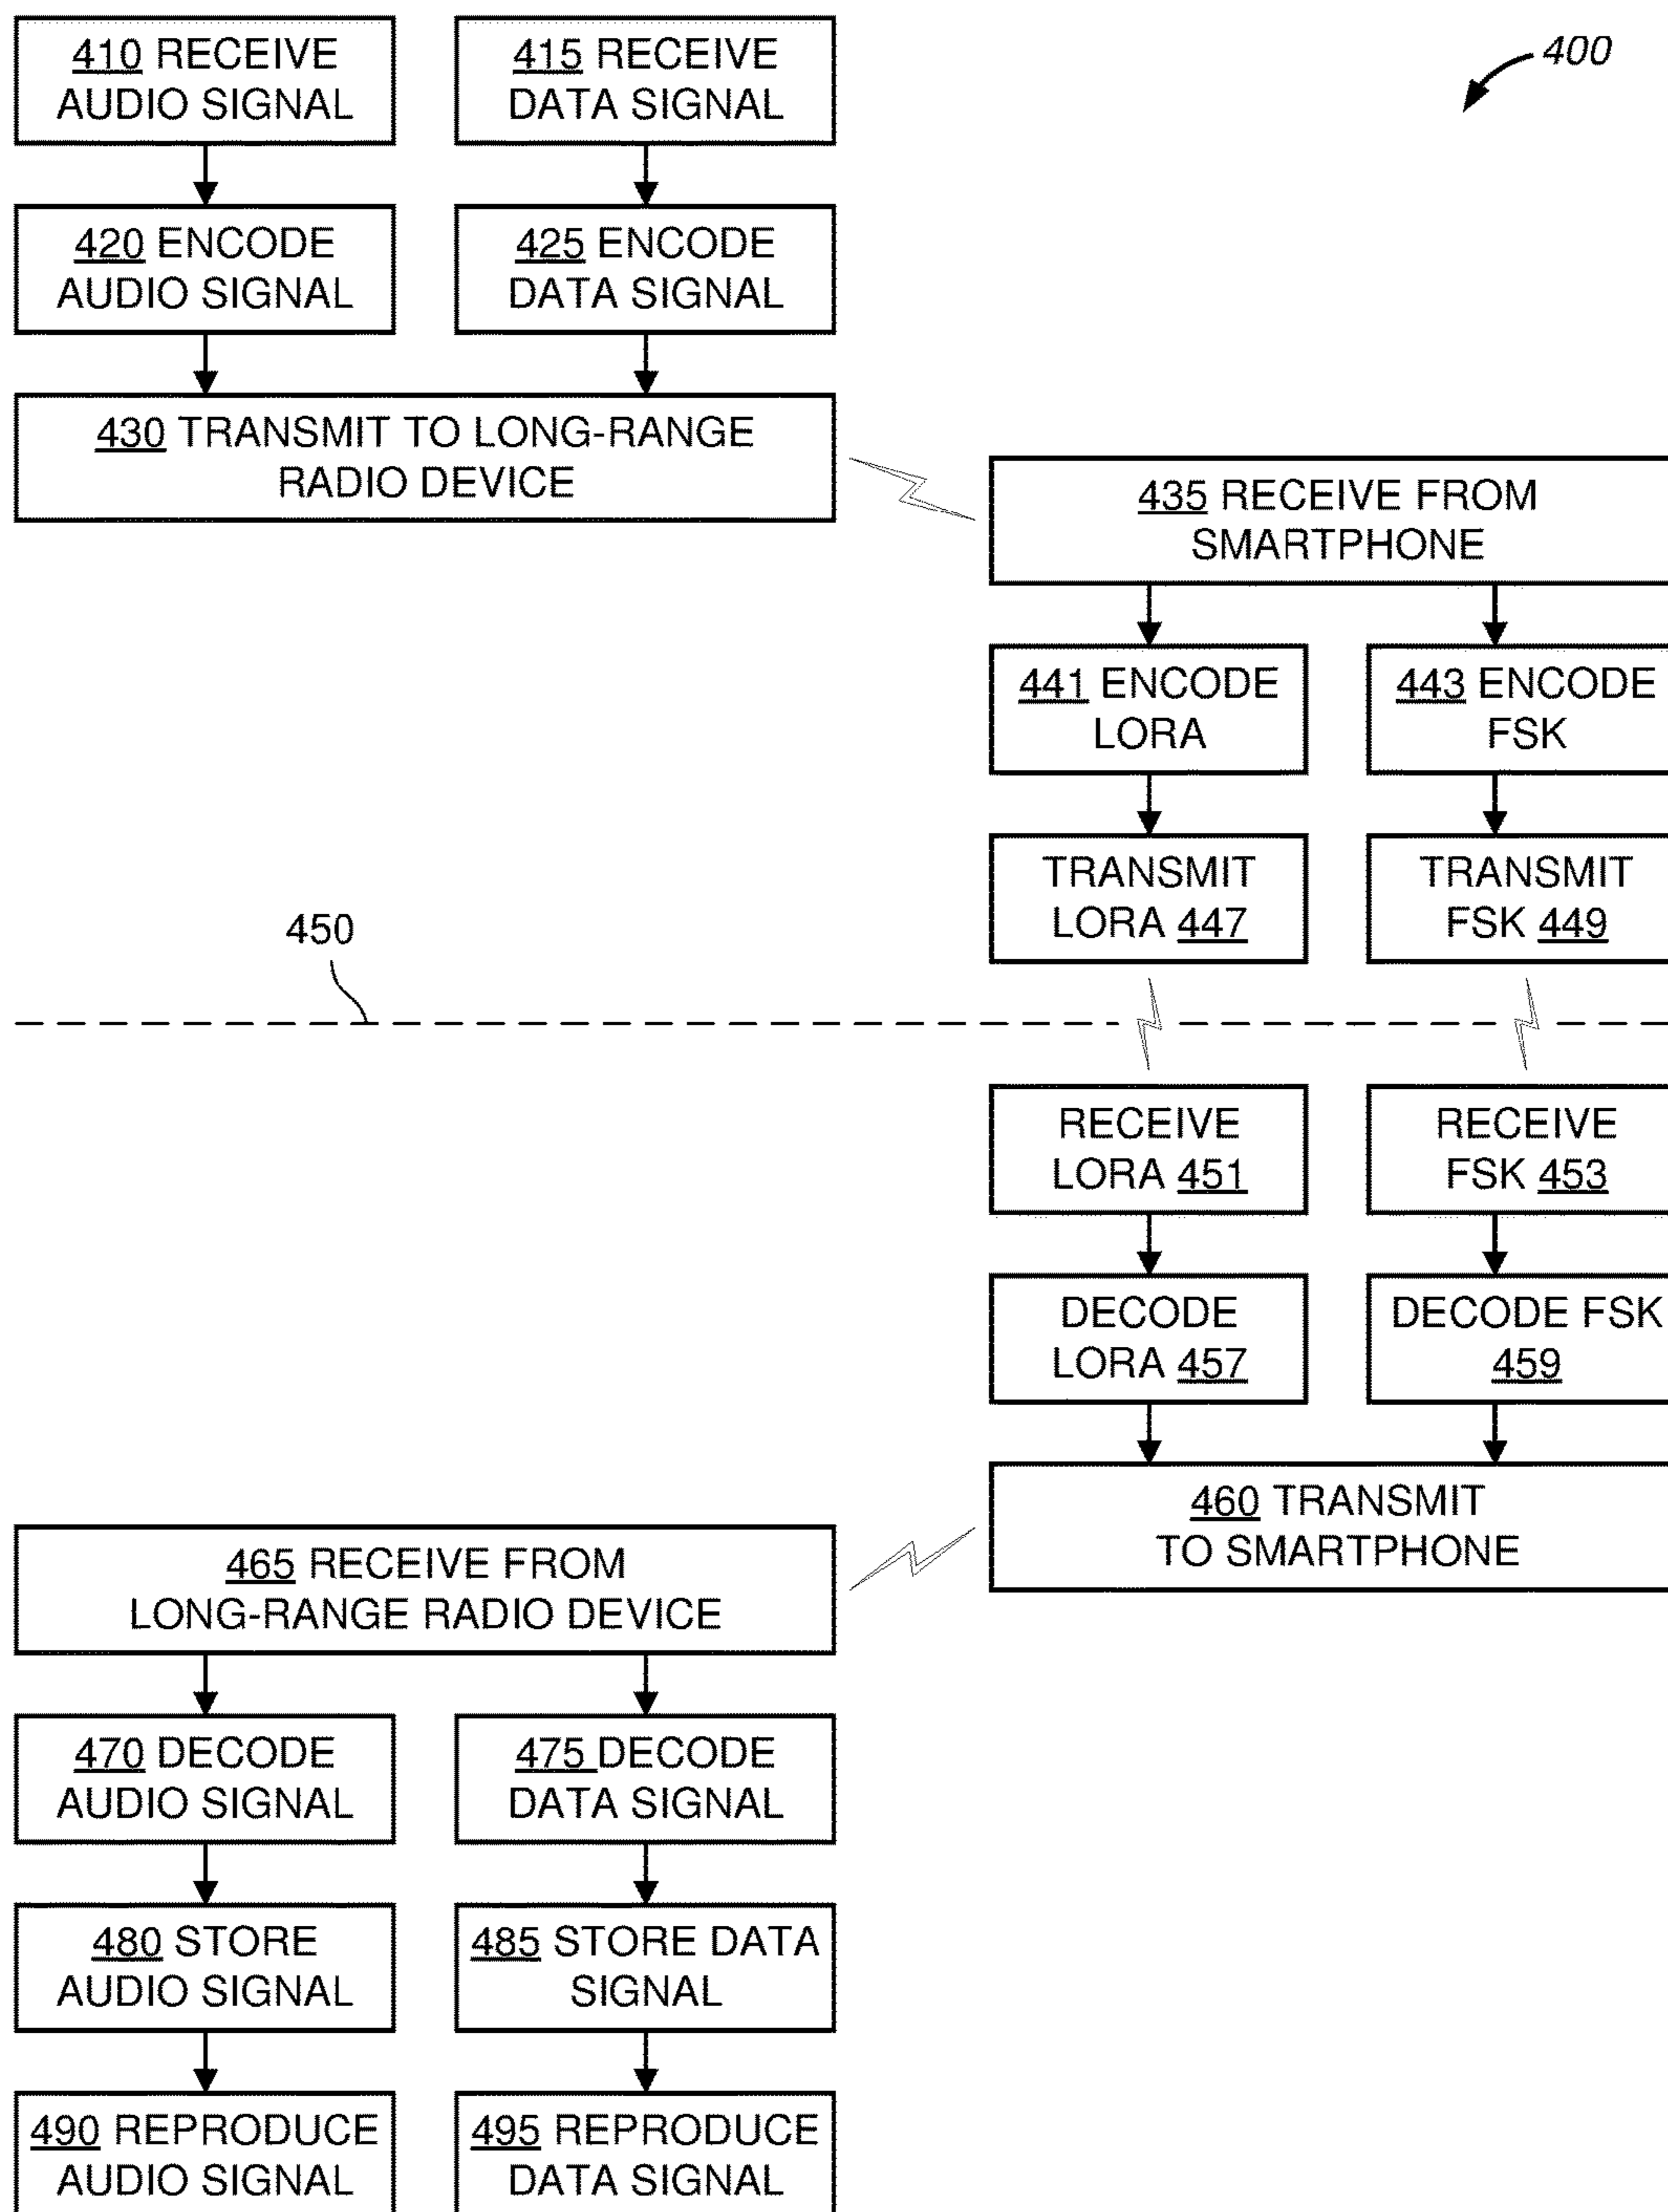 410 RECEIVE
AUDIO SIGNAL
415 RECEIVE
DATA SIGNAL
400
420 ENCODE
AUDIO SIGNAL
425 ENCODE
DATA SIGNAL
430 TRANSMIT TO LONG-RANGE
RADIO DEVICE
435 RECEIVE FROM
SMARTPHONE
441 ENCODE
LORA
443 ENCODE
FSK
TRANSMIT
LORA 447
TRANSMIT
FSK 449
450
RECEIVE
LORA 451
RECEIVE
FSK 453
DECODE
LORA 457
DECODE FSK
459
460 TRANSMIT
TO SMARTPHONE
465 RECEIVE FROM
LONG-RANGE RADIO DEVICE
470 DECODE
AUDIO SIGNAL
475 DECODE
DATA SIGNAL
480 STORE
AUDIO SIGNAL
485 STORE DATA
SIGNAL
490 REPRODUCE
AUDIO SIGNAL
495 REPRODUCE
DATA SIGNAL